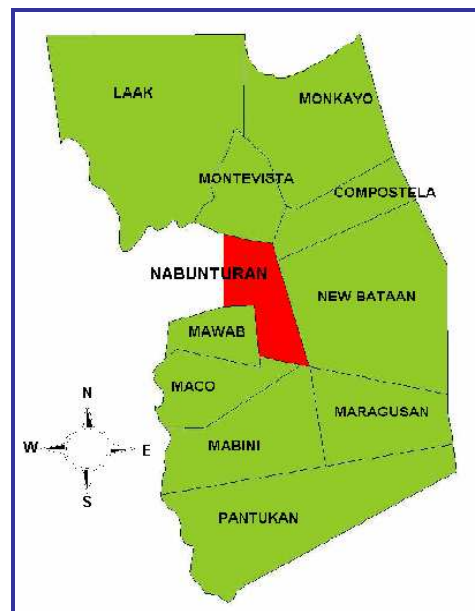 LAAK
MONKAYO
MONTEVISTA
COMPOSTELA
NABUNTURAN
NEW BATAAN
MAWAB
MACO
MARAGUSAN
MABINI
PANTUKAN
N
W
E
S